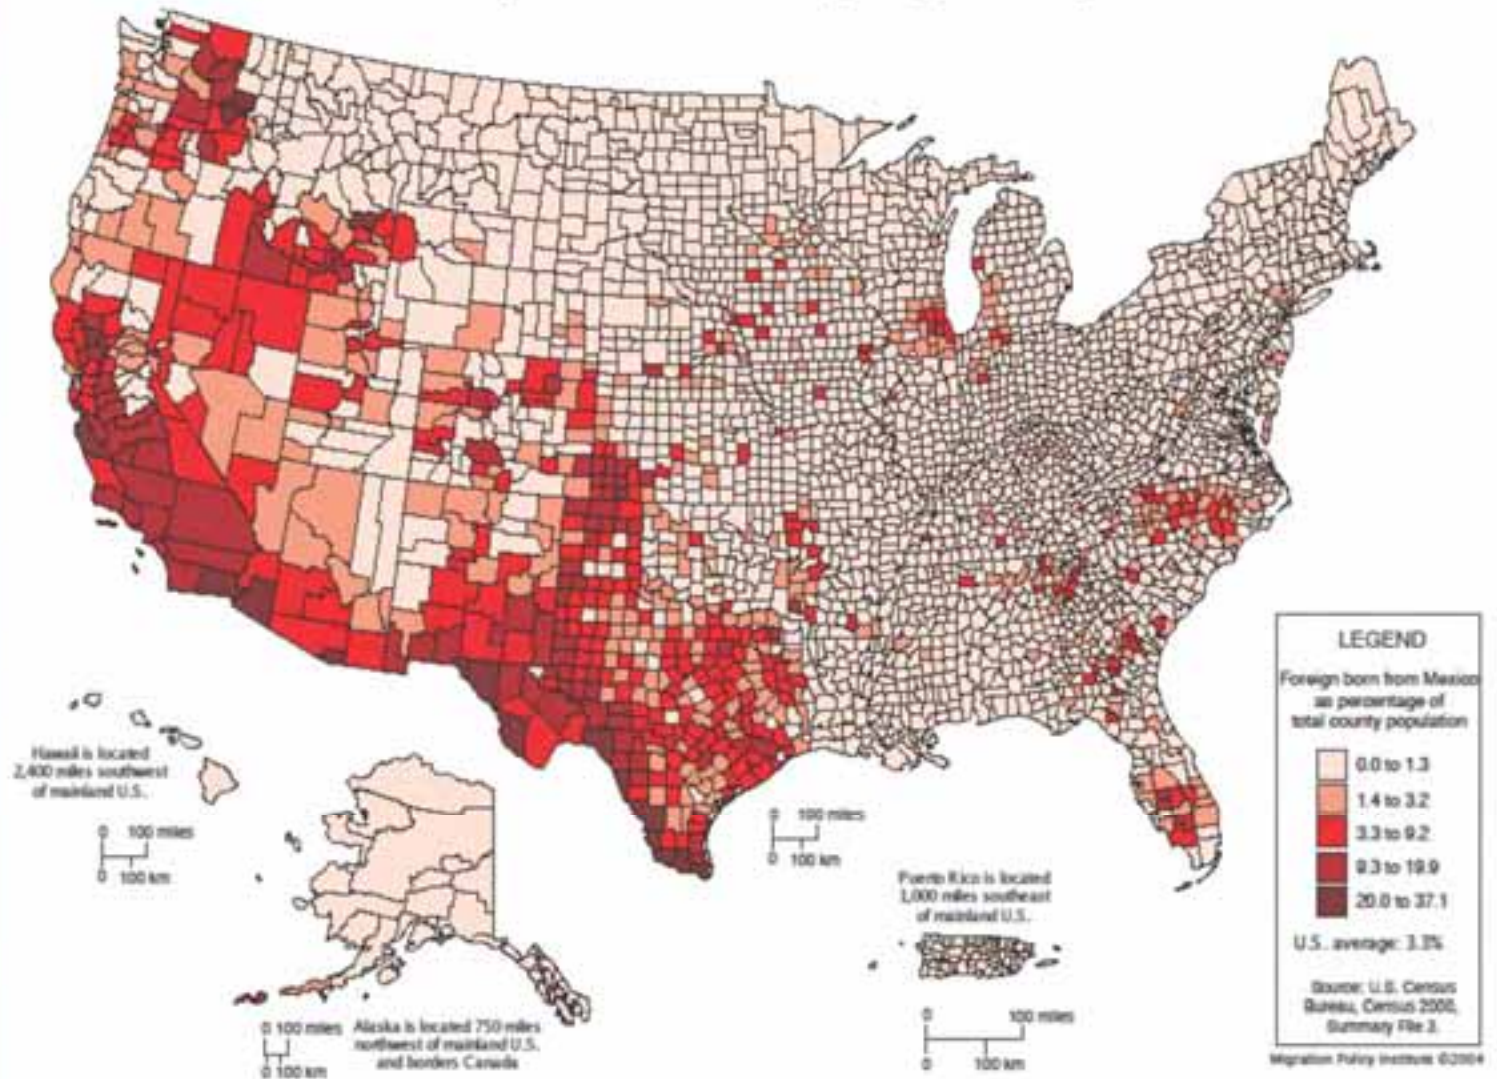 Hawaii is located
2,400 miles southwest
of mainland U.S.
0 100 miles
0 100 km
0 100 miles
0 100 km
Alaska is located 750 miles
northwest of mainland U.S.
and borders Canada
0 100 miles
0 100 km
Puerto Rico is located
1,000 miles southeast
of mainland U.S.
0 100 miles
0 100 km
LEGEND
Foreign born from Mexico
as percentage of
total county population
0.0 to 1.3
1.4 to 3.2
3.3 to 9.2
9.3 to 19.9
20.0 to 37.1
U.S. average: 3.3%
Source: U.S. Census
Bureau, Census 2000,
Summary File 3.
Migration Policy Institute ©2004